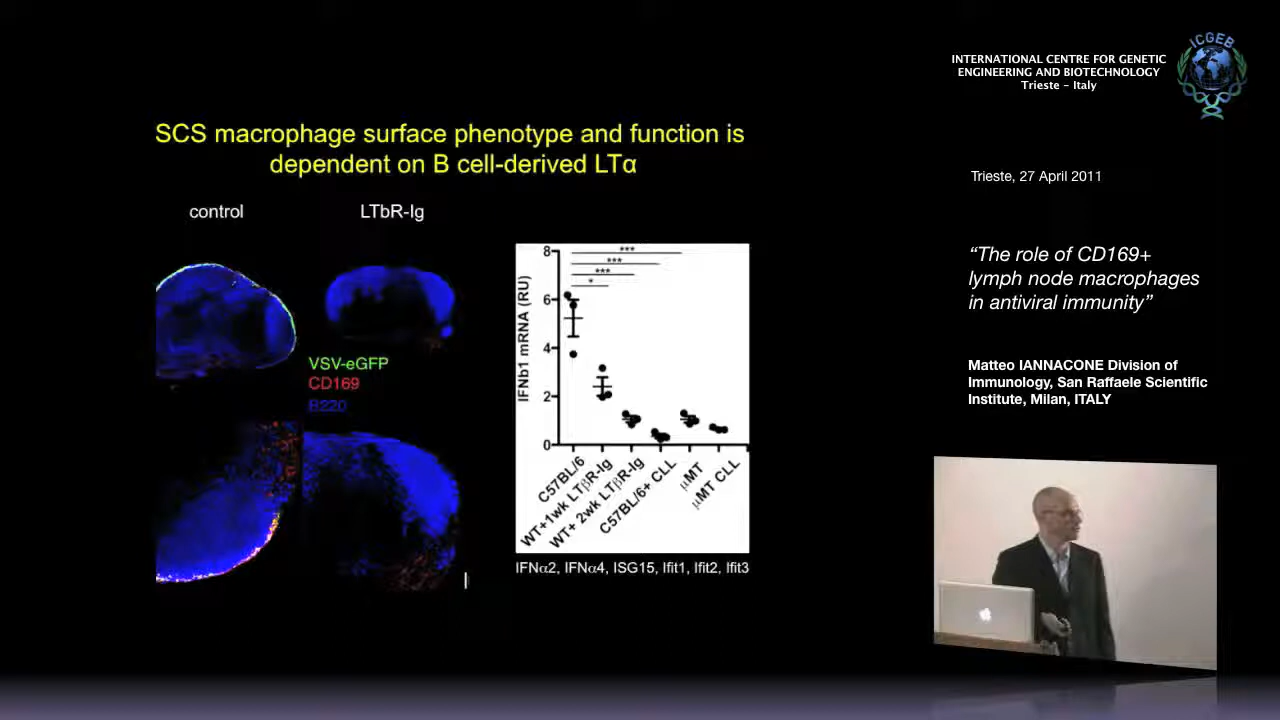 SCS macrophage surface phenotype and function is
dependent on B cell-derived LTα
control
LTbR-Ig
VSV-eGFP
CD169
B220
8
6
4
2
0
IFNb1 mRNA (RU)
***
***
***
*
C57BL/6
WT+1wk LTβR-Ig
WT+ 2wk LTβR-Ig
C57BL/6+ CLL
μMT
μMT CLL
IFNα2, IFNα4, ISG15, Ifit1, Ifit2, Ifit3
INTERNATIONAL CENTRE FOR GENETIC
ENGINEERING AND BIOTECHNOLOGY
Trieste - Italy
ICGEB
Trieste, 27 April 2011
“The role of CD169+
lymph node macrophages
in antiviral immunity”
Matteo IANNACONE Division of
Immunology, San Raffaele Scientific
Institute, Milan, ITALY